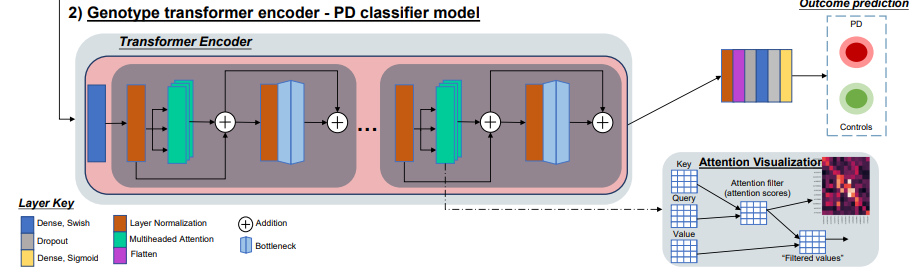 Outcome prediction
2) Genotype transformer encoder - PD classifier model
PD
Transformer Encoder
...
Controls
Attention Visualization
Key
Attention filter
(attention scores)
Query
Value
"Filtered values"
Layer Key
Dense, Swish
Layer Normalization
Addition
Dropout
Multiheaded Attention
Bottleneck
Dense, Sigmoid
Flatten